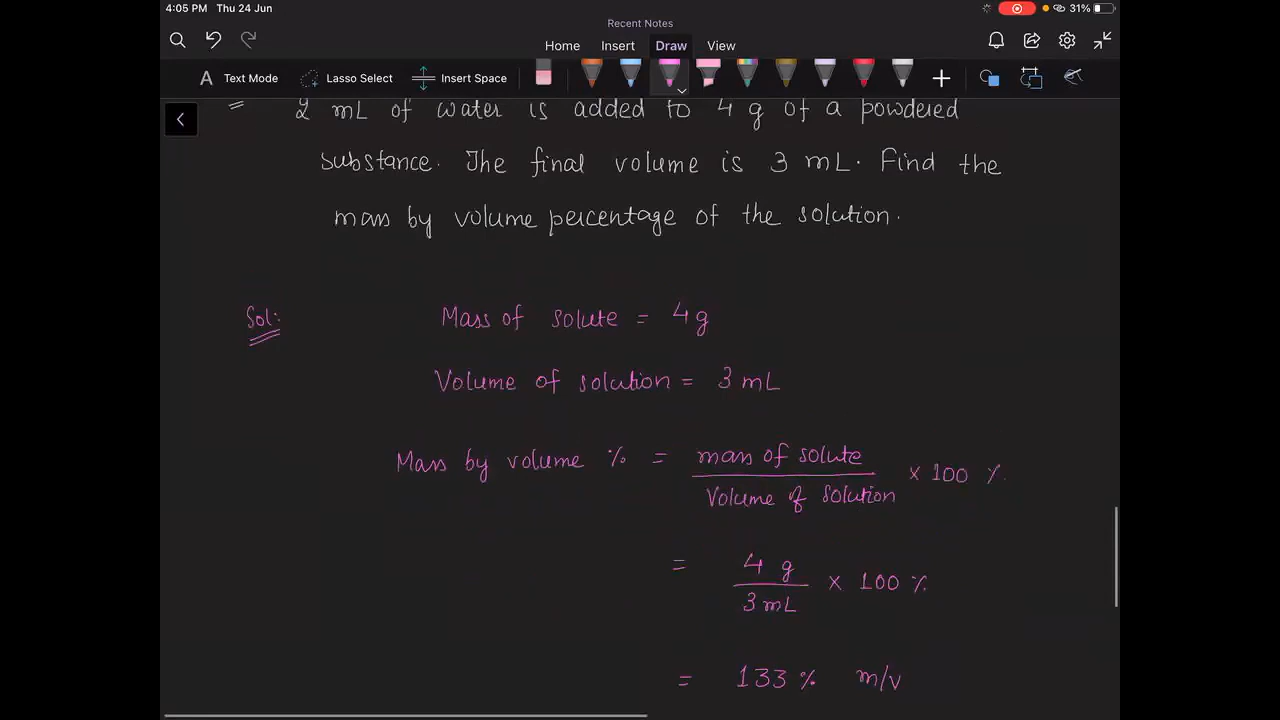 4:05 PM Thu 24 Jun
31%
Recent Notes
Home Insert Draw View
Text Mode Lasso Select Insert Space
2 mL of water is added to 4 g of a powdered
substance. The final volume is 3 mL. Find the
mass by volume percentage of the solution.
Sol:
Mass of solute = 4 g
Volume of solution = 3 mL
Mass by volume % = mass of solute / Volume of solution × 100 %
= 4 g / 3 mL × 100 %
= 133 % m/v